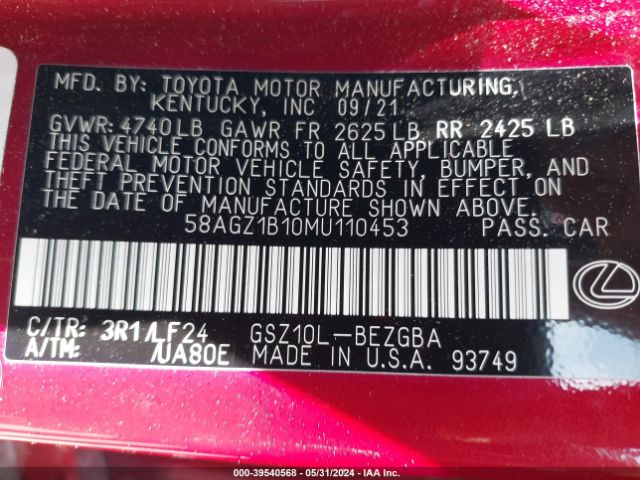 MFD. BY: TOYOTA MOTOR MANUFACTURING,
KENTUCKY, INC 09/21
GVWR: 4740 LB GAWR FR 2625 LB RR 2425 LB
THIS VEHICLE CONFORMS TO ALL APPLICABLE
FEDERAL MOTOR VEHICLE SAFETY, BUMPER, AND
THEFT PREVENTION STANDARDS IN EFFECT ON
THE DATE OF MANUFACTURE SHOWN ABOVE.
58AGZ1B10MU110453 PASS. CAR
C/TR: 3R1/LF24 GSZ10L-BEZGBA
A/TM: /UA80E MADE IN U.S.A. 93749
000-39540568 - 05/31/2024 - IAA Inc.